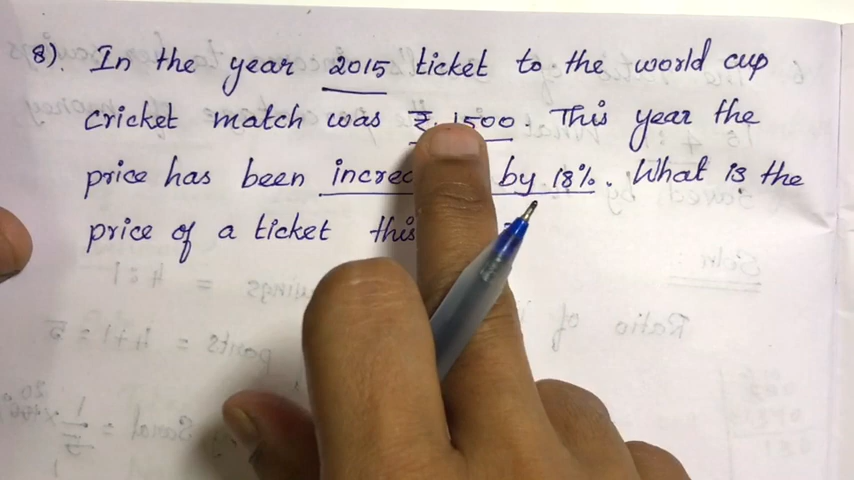 8). In the year 2015 ticket to the world cup
cricket match was ₹. 1500. This year the
price has been increa by 18%. What is the
price of a ticket this